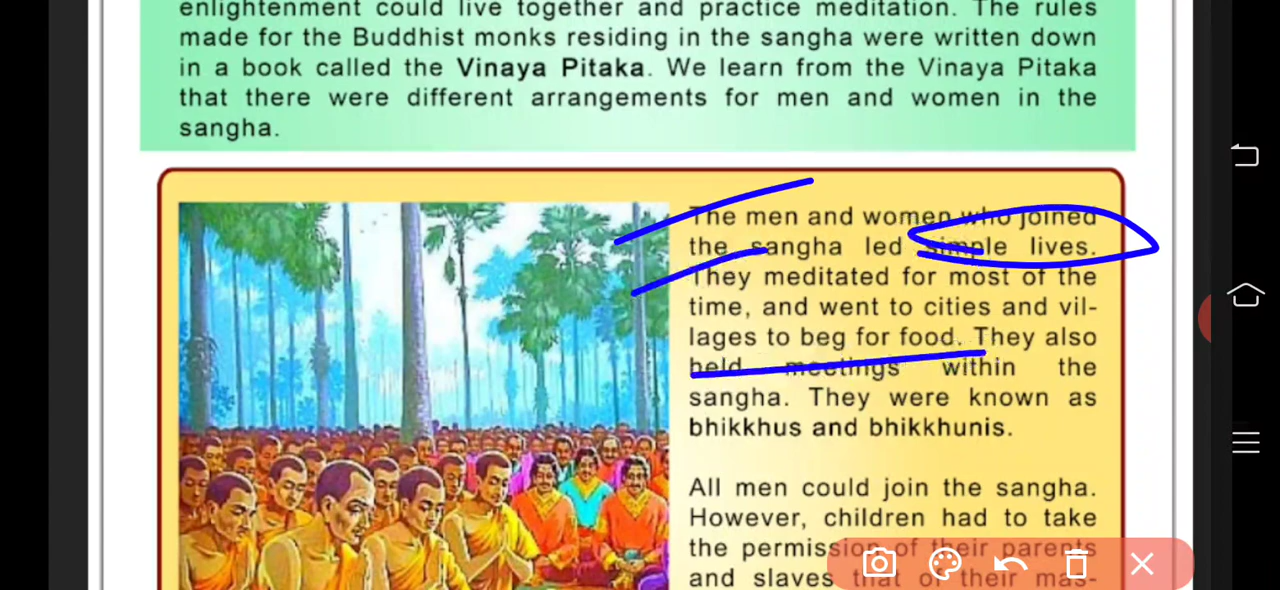 enlightenment could live together and practice meditation. The rules
made for the Buddhist monks residing in the sangha were written down
in a book called the Vinaya Pitaka. We learn from the Vinaya Pitaka
that there were different arrangements for men and women in the
sangha.
The men and women who joined
the sangha led simple lives.
They meditated for most of the
time, and went to cities and vil-
lages to beg for food. They also
held meetings within the
sangha. They were known as
bhikkhus and bhikkhunis.
All men could join the sangha.
However, children had to take
the permission of their parents
and slaves that of their mas-